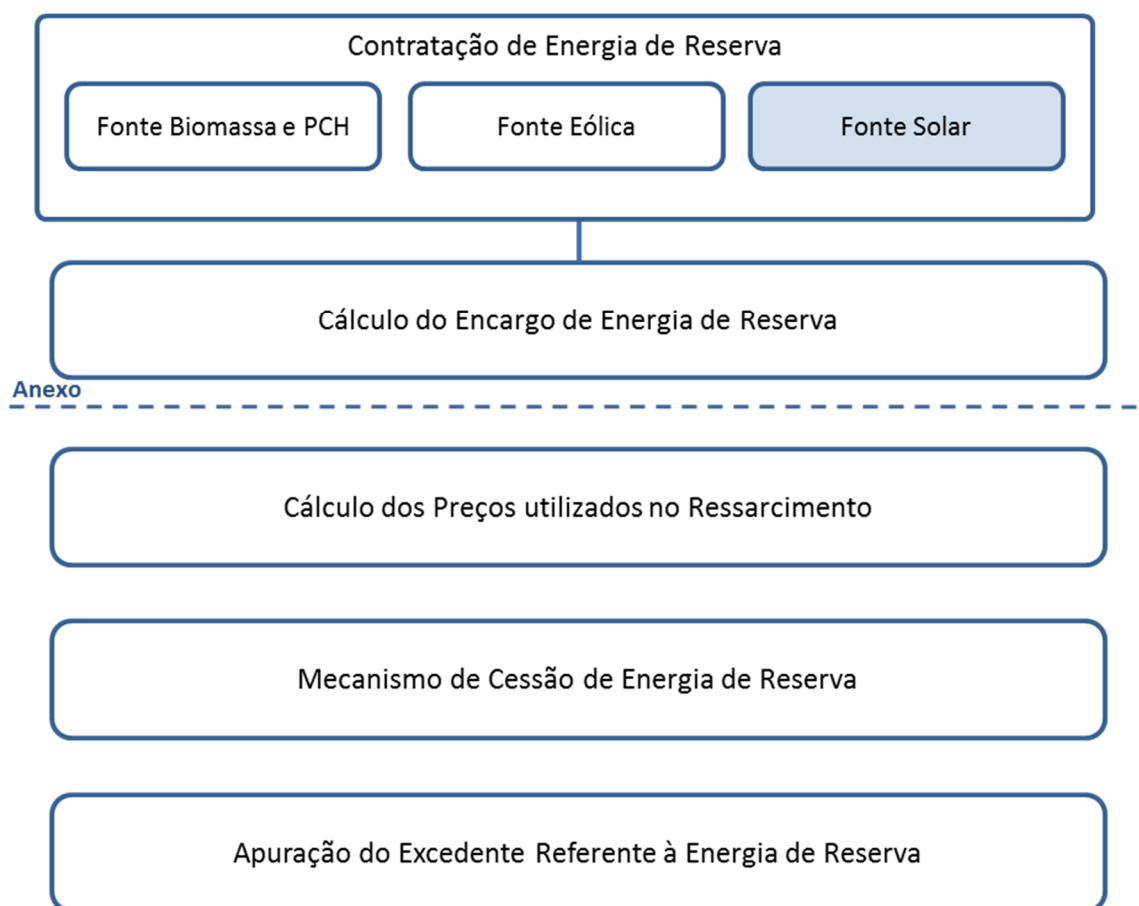 Contratação de Energia de Reserva
Fonte Biomassa e PCH
Fonte Eólica
Fonte Solar
Cálculo do Encargo de Energia de Reserva
Anexo
Cálculo dos Preços utilizados no Ressarcimento
Mecanismo de Cessão de Energia de Reserva
Apuração do Excedente Referente à Energia de Reserva